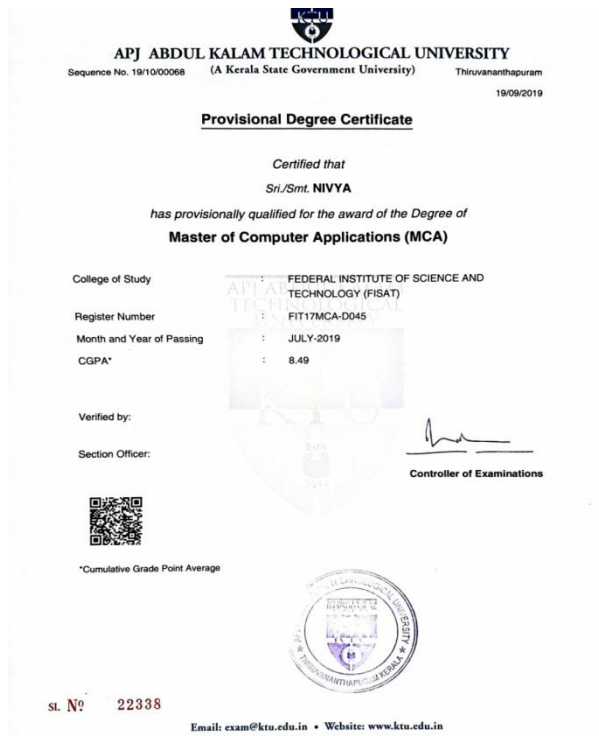 KTU
APJ ABDUL KALAM TECHNOLOGICAL UNIVERSITY
Sequence No. 19/10/00068 (A Kerala State Government University) Thiruvananthapuram
19/09/2019
Provisional Degree Certificate
Certified that
Sri./Smt. NIVYA
has provisionally qualified for the award of the Degree of
Master of Computer Applications (MCA)
College of Study : FEDERAL INSTITUTE OF SCIENCE AND
TECHNOLOGY (FISAT)
Register Number : FIT17MCA-D045
Month and Year of Passing : JULY-2019
CGPA* : 8.49
KTU
2014
Verified by:
Section Officer:
Controller of Examinations
*Cumulative Grade Point Average
TECHNOLOGICAL UNIVERSITY
THIRUVANANTHAPURAM KERALA
Sl. No 22338
Email: exam@ktu.edu.in • Website: www.ktu.edu.in